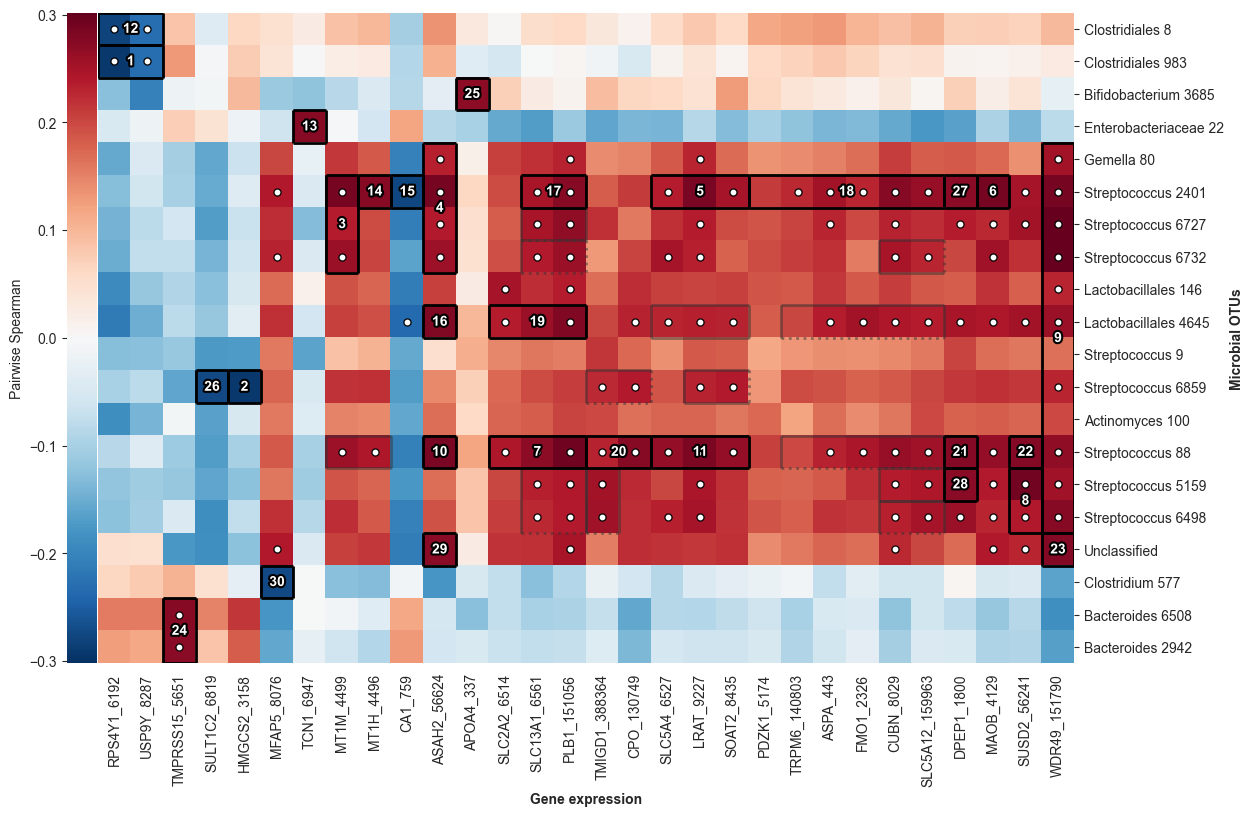 0.3
0.2
0.1
0.0
−0.1
−0.2
−0.3
Pairwise Spearman
12
1
25
13
14
15
17
5
18
27
6
4
3
16
19
9
26
2
10
7
20
11
21
22
28
8
29
23
30
24
Clostridiales 8
Clostridiales 983
Bifidobacterium 3685
Enterobacteriaceae 22
Gemella 80
Streptococcus 2401
Streptococcus 6727
Streptococcus 6732
Lactobacillales 146
Lactobacillales 4645
Streptococcus 9
Streptococcus 6859
Actinomyces 100
Streptococcus 88
Streptococcus 5159
Streptococcus 6498
Unclassified
Clostridium 577
Bacteroides 6508
Bacteroides 2942
Microbial OTUs
RPS4Y1_6192
USP9Y_8287
TMPRSS15_5651
SULT1C2_6819
HMGCS2_3158
MFAP5_8076
TCN1_6947
MT1M_4499
MT1H_4496
CA1_759
ASAH2_56624
APOA4_337
SLC2A2_6514
SLC13A1_6561
PLB1_151056
TMIGD1_388364
CPO_130749
SLC5A4_6527
LRAT_9227
SOAT2_8435
PDZK1_5174
TRPM6_140803
ASPA_443
FMO1_2326
CUBN_8029
SLC5A12_159963
DPEP1_1800
MAOB_4129
SUSD2_56241
WDR49_151790
Gene expression